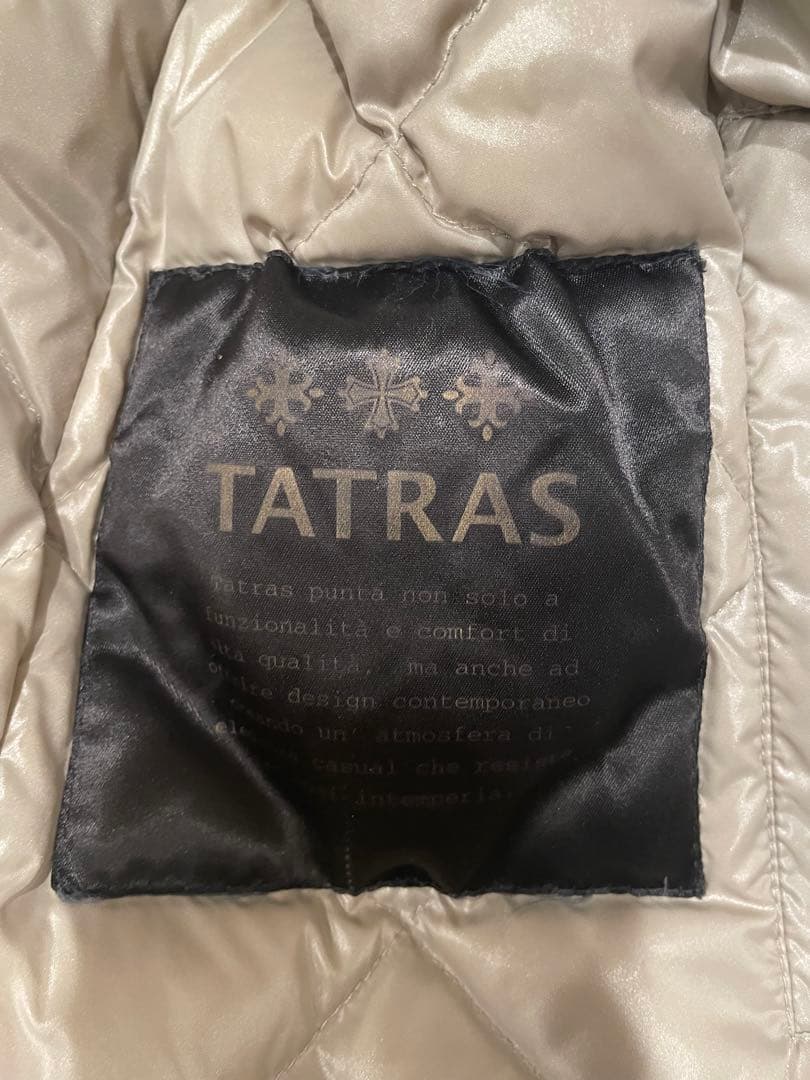 TATRAS
Tatras punta non solo a
funzionalità e comfort di
alta qualità, ma anche ad
offrire design contemporaneo
creando un' atmosfera di
casual che resiste
intemperia.